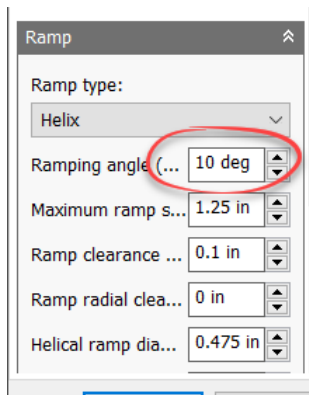 Ramp
Ramp type:
Helix
Ramping angle (... 10 deg
Maximum ramp s... 1.25 in
Ramp clearance ... 0.1 in
Ramp radial clea... 0 in
Helical ramp dia... 0.475 in